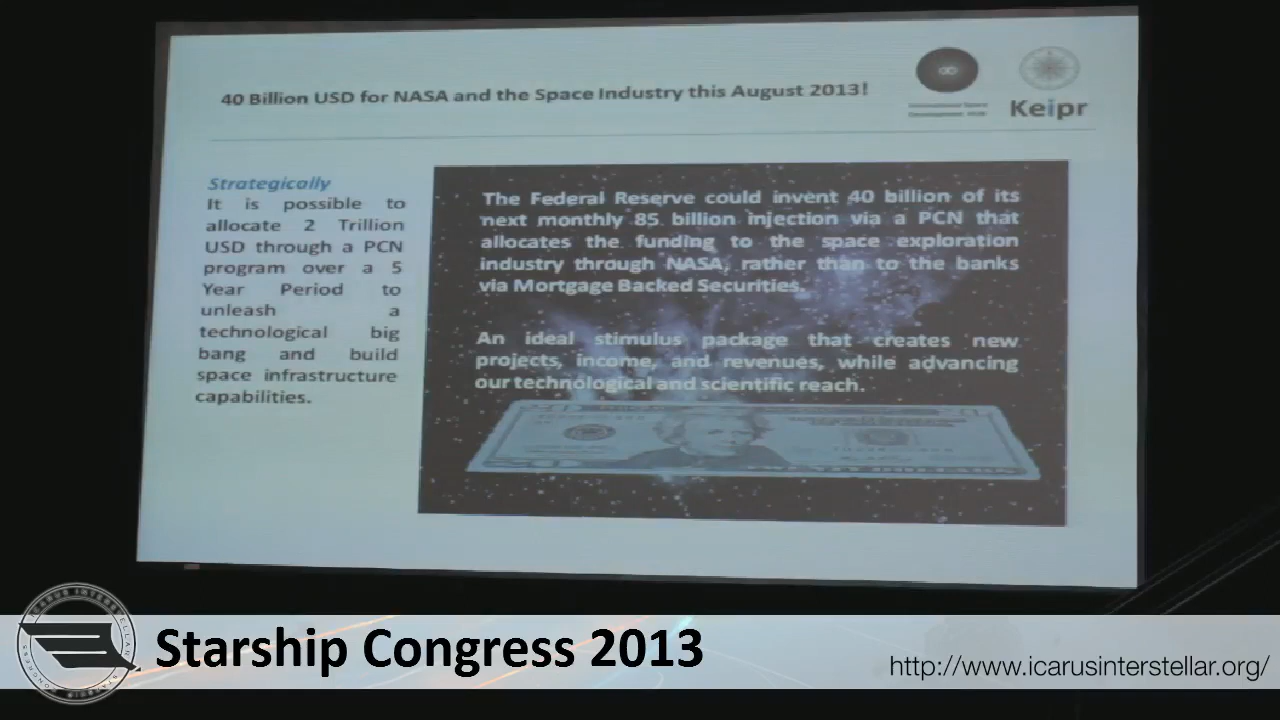 40 Billion USD for NASA and the Space Industry this August 2013!
Keipr
Strategically
It is possible to
allocate 2 Trillion
USD through a PCN
program over a 5
Year Period to
unleash a
technological big
bang and build
space infrastructure
capabilities.
The Federal Reserve could invent 40 billion of its
next monthly 85 billion injection via a PCN that
allocates the funding to the space exploration
industry through NASA, rather than to the banks
via Mortgage Backed Securities.
An ideal stimulus package that creates new
projects, income, and revenues, while advancing
our technological and scientific reach.
20
ICARUS INTERSTELLAR
STARSHIP CONGRESS
Starship Congress 2013
http://www.icarusinterstellar.org/